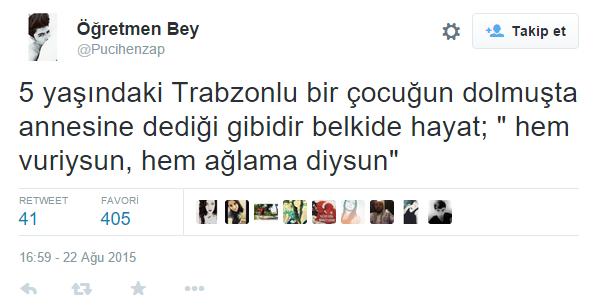 Öğretmen Bey
@Pucihenzap
Takip et
5 yaşındaki Trabzonlu bir çocuğun dolmuşta
annesine dediği gibidir belkide hayat; " hem
vuriysun, hem ağlama diysun"
RETWEET FAVORİ
41 405
16:59 - 22 Ağu 2015